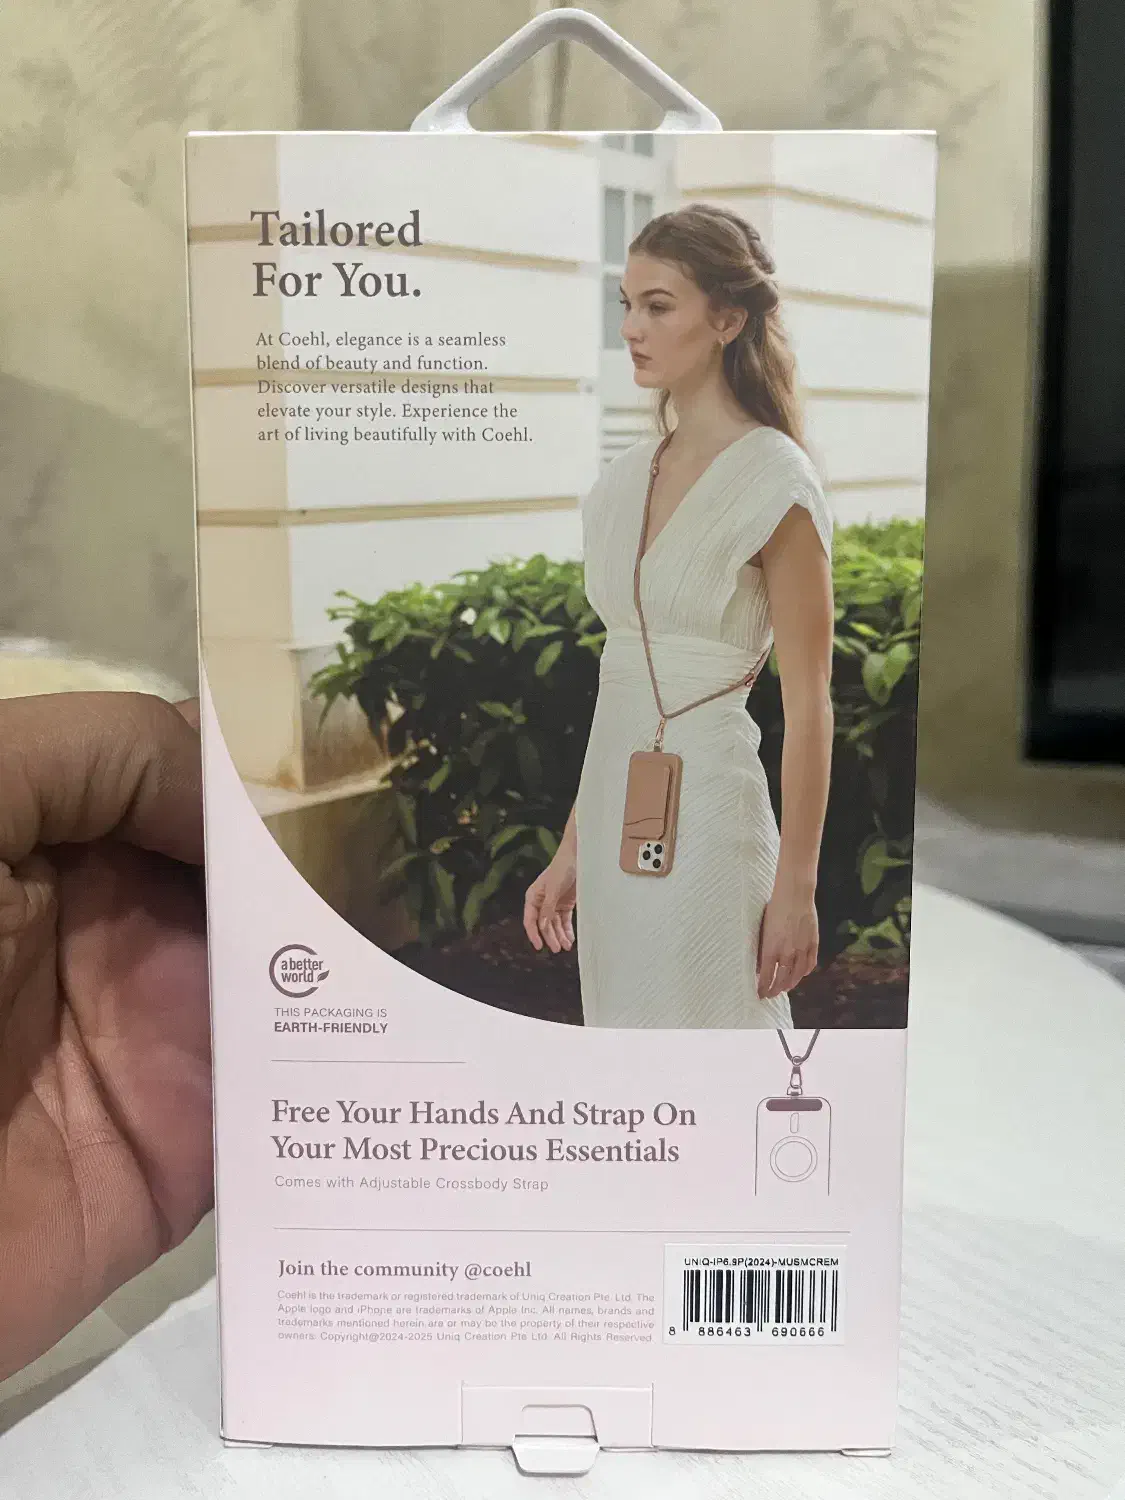 Tailored
For You.
At Coehl, elegance is a seamless
blend of beauty and function.
Discover versatile designs that
elevate your style. Experience the
art of living beautifully with Coehl.
a better
world
THIS PACKAGING IS
EARTH-FRIENDLY
Free Your Hands And Strap On
Your Most Precious Essentials
Comes with Adjustable Crossbody Strap
Join the community @coehl
Coehl is the trademark or registered trademark of Uniq Creation Pte. Ltd. The
Apple logo and iPhone are trademarks of Apple Inc. All names, brands and
trademarks mentioned herein are or may be the property of their respective
owners. Copyright@2024-2025 Uniq Creation Pte Ltd. All Rights Reserved.
UNIQ-IP6.9P(2024)-MUSMCREM
8 886463 690666